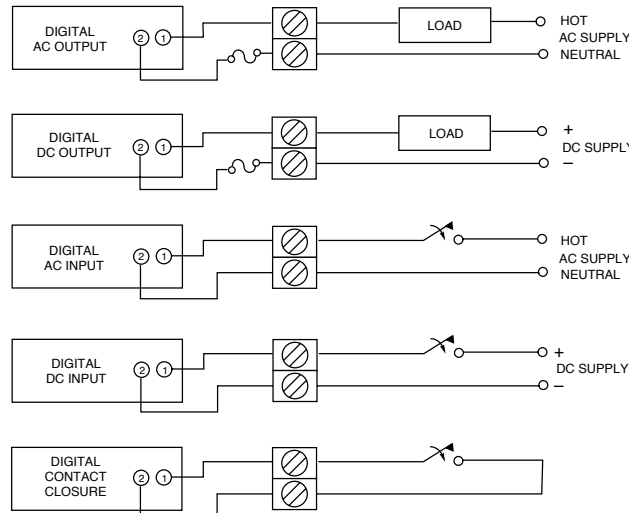 DIGITAL
AC OUTPUT
2 1
LOAD
HOT
AC SUPPLY
NEUTRAL
DIGITAL
DC OUTPUT
2 1
LOAD
+
DC SUPPLY
–
DIGITAL
AC INPUT
2 1
HOT
AC SUPPLY
NEUTRAL
DIGITAL
DC INPUT
2 1
+
DC SUPPLY
–
DIGITAL
CONTACT
CLOSURE
2 1